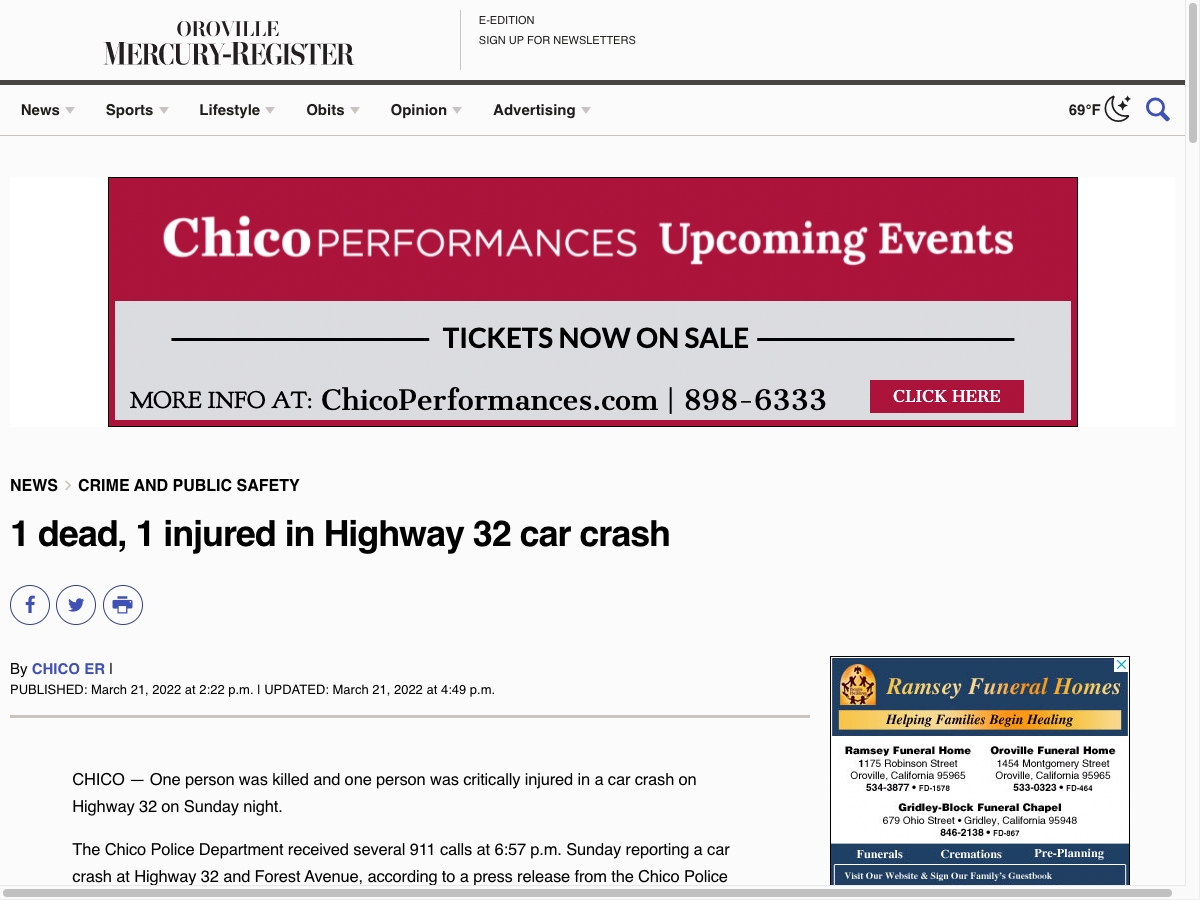 OROVILLE
MERCURY-REGISTER
E-EDITION
SIGN UP FOR NEWSLETTERS
News
Sports
Lifestyle
Obits
Opinion
Advertising
69°F
Chico PERFORMANCES Upcoming Events
TICKETS NOW ON SALE
MORE INFO AT: ChicoPerformances.com | 898-6333
CLICK HERE
NEWS > CRIME AND PUBLIC SAFETY
1 dead, 1 injured in Highway 32 car crash
By CHICO ER |
PUBLISHED: March 21, 2022 at 2:22 p.m. | UPDATED: March 21, 2022 at 4:49 p.m.
CHICO — One person was killed and one person was critically injured in a car crash on
Highway 32 on Sunday night.
The Chico Police Department received several 911 calls at 6:57 p.m. Sunday reporting a car
crash at Highway 32 and Forest Avenue, according to a press release from the Chico Police
Ramsey Funeral Homes
Helping Families Begin Healing
Ramsey Funeral Home
1175 Robinson Street
Oroville, California 95965
534-3877 • FD-1578
Oroville Funeral Home
1454 Montgomery Street
Oroville, California 95965
533-0323 • FD-464
Gridley-Block Funeral Chapel
679 Ohio Street • Gridley, California 95948
846-2138 • FD-867
Funerals Cremations Pre-Planning
Visit Our Website & Sign Our Family's Guestbook